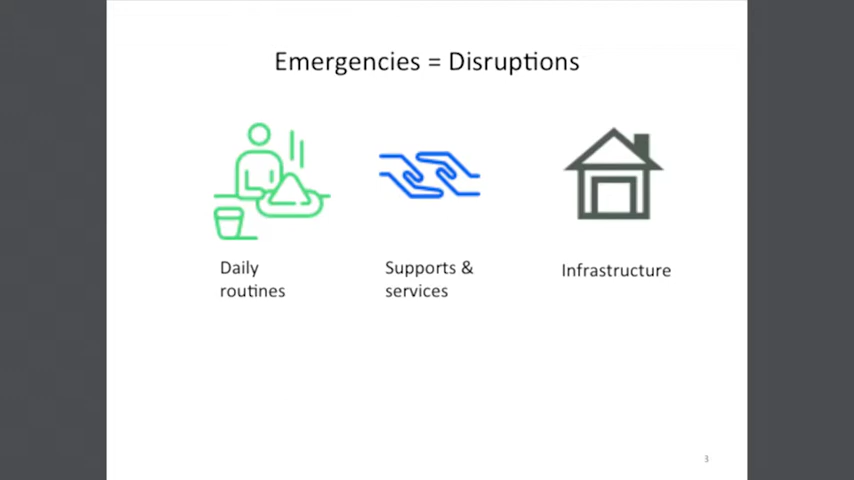 Emergencies = Disruptions
Daily
routines
Supports &
services
Infrastructure
3